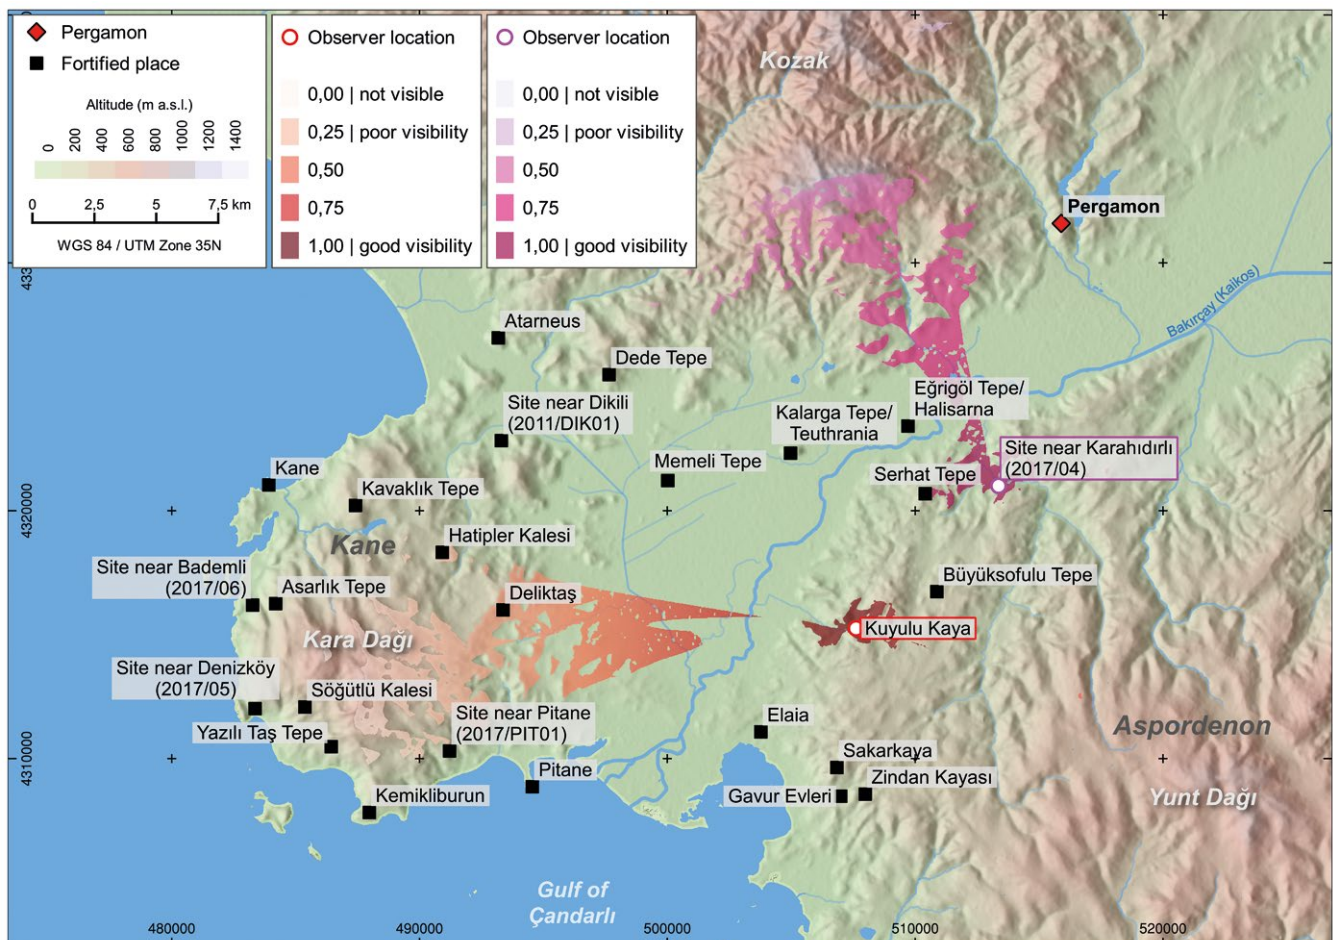 Pergamon
Fortified place
Altitude (m a.s.l.)
0 200 400 600 800 10000 1200 1400
0 2,5 5 7,5 km
WGS 84 / UTM Zone 35N
Observer location
0,00 | not visible
0,25 | poor visibility
0,50
0,75
1,00 | good visibility
Observer location
0,00 | not visible
0,25 | poor visibility
0,50
0,75
1,00 | good visibility
Kozak
Pergamon
Bakırçay (Kaikos)
Atarneus
Dede Tepe
Site near Dikili
(2011/DIK01)
Kalarga Tepe/
Teuthrania
Eğrigöl Tepe/
Halisarna
Site near Karahıdırlı
(2017/04)
Memeli Tepe
Serhat Tepe
Kane
Kavaklık Tepe
4320000
Kane
Hatipler Kalesi
Site near Bademli
(2017/06)
Asarlık Tepe
Deliktaş
Büyüksofulu Tepe
Kara Dağı
Kuyulu Kaya
Site near Denizköy
(2017/05)
Söğütlü Kalesi
Yazılı Taş Tepe
Site near Pitane
(2017/PIT01)
Elaia
Aspordenon
4310000
Sakarkaya
Pitane
Zindan Kayası
Gavur Evleri
Yunt Dağı
Kemikliburun
Gulf of
Çandarlı
480000 490000 500000 510000 520000